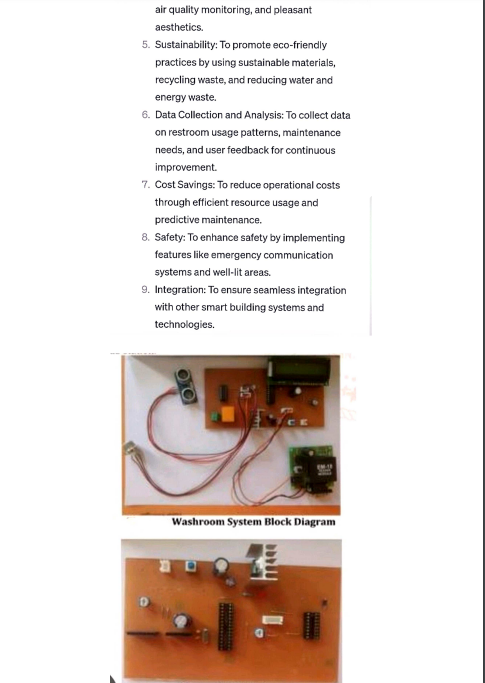 air quality monitoring, and pleasant
aesthetics.
5. Sustainability: To promote eco-friendly
practices by using sustainable materials,
recycling waste, and reducing water and
energy waste.
6. Data Collection and Analysis: To collect data
on restroom usage patterns, maintenance
needs, and user feedback for continuous
improvement.
7. Cost Savings: To reduce operational costs
through efficient resource usage and
predictive maintenance.
8. Safety: To enhance safety by implementing
features like emergency communication
systems and well-lit areas.
9. Integration: To ensure seamless integration
with other smart building systems and
technologies.
Washroom System Block Diagram